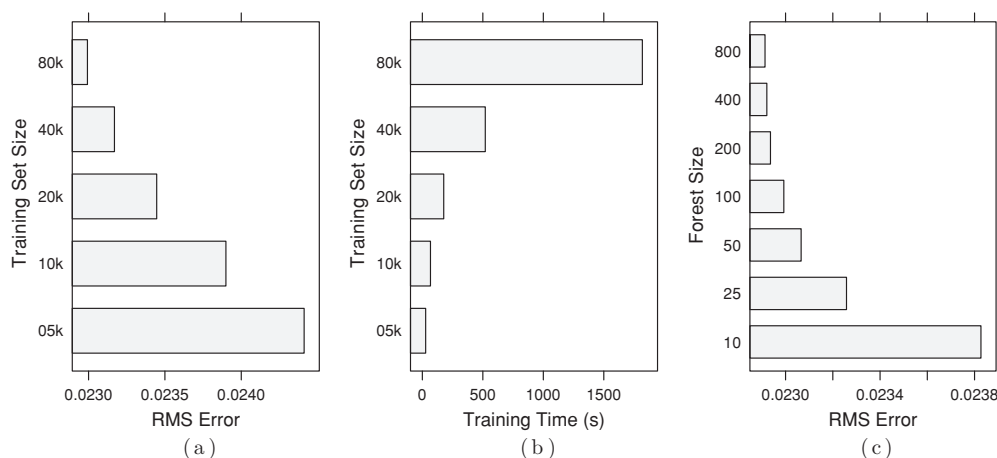 Training Set Size
80k
40k
20k
10k
05k
0.0230
0.0235
0.0240
RMS Error
(a)
Training Set Size
80k
40k
20k
10k
05k
0
500
1000
1500
Training Time (s)
(b)
Forest Size
800
400
200
100
50
25
10
0.0230
0.0234
0.0238
RMS Error
(c)